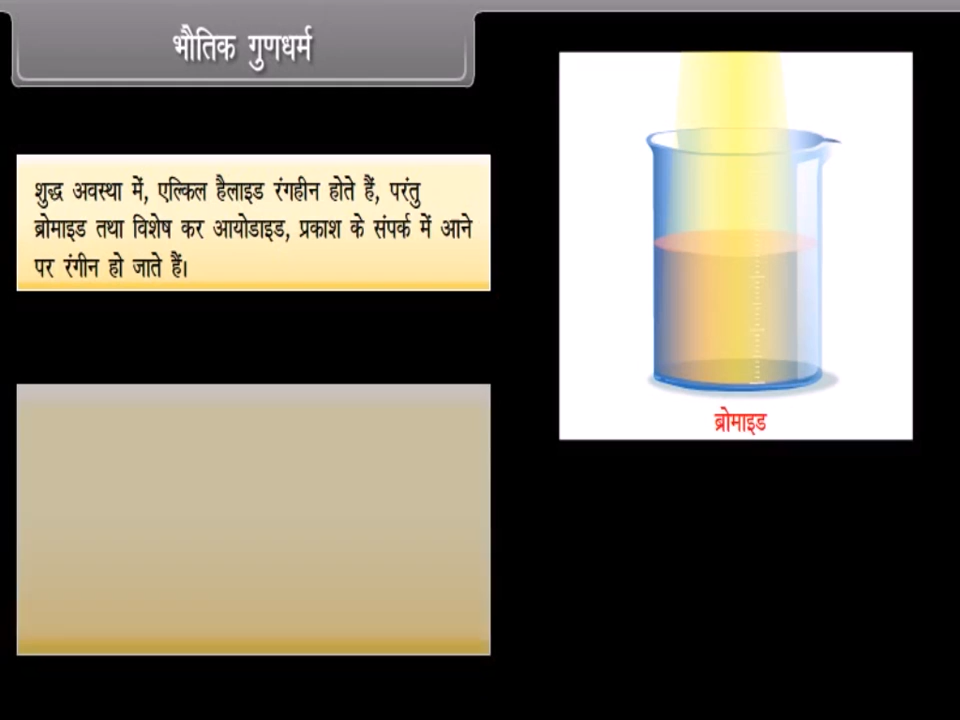 भौतिक गुणधर्म
शुद्ध अवस्था में, एल्किल हैलाइड रंगहीन होते हैं, परंतु
ब्रोमाइड तथा विशेष कर आयोडाइड, प्रकाश के संपर्क में आने
पर रंगीन हो जाते हैं।
ब्रोमाइड